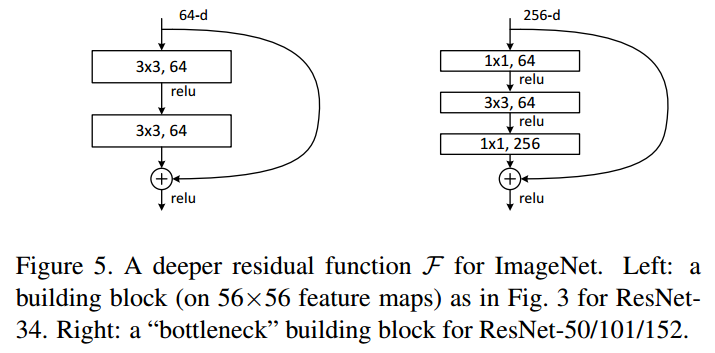 64-d
3x3, 64
relu
3x3, 64
+
relu
256-d
1x1, 64
relu
3x3, 64
relu
1x1, 256
+
relu
Figure 5. A deeper residual function F for ImageNet. Left: a
building block (on 56×56 feature maps) as in Fig. 3 for ResNet-
34. Right: a “bottleneck” building block for ResNet-50/101/152.